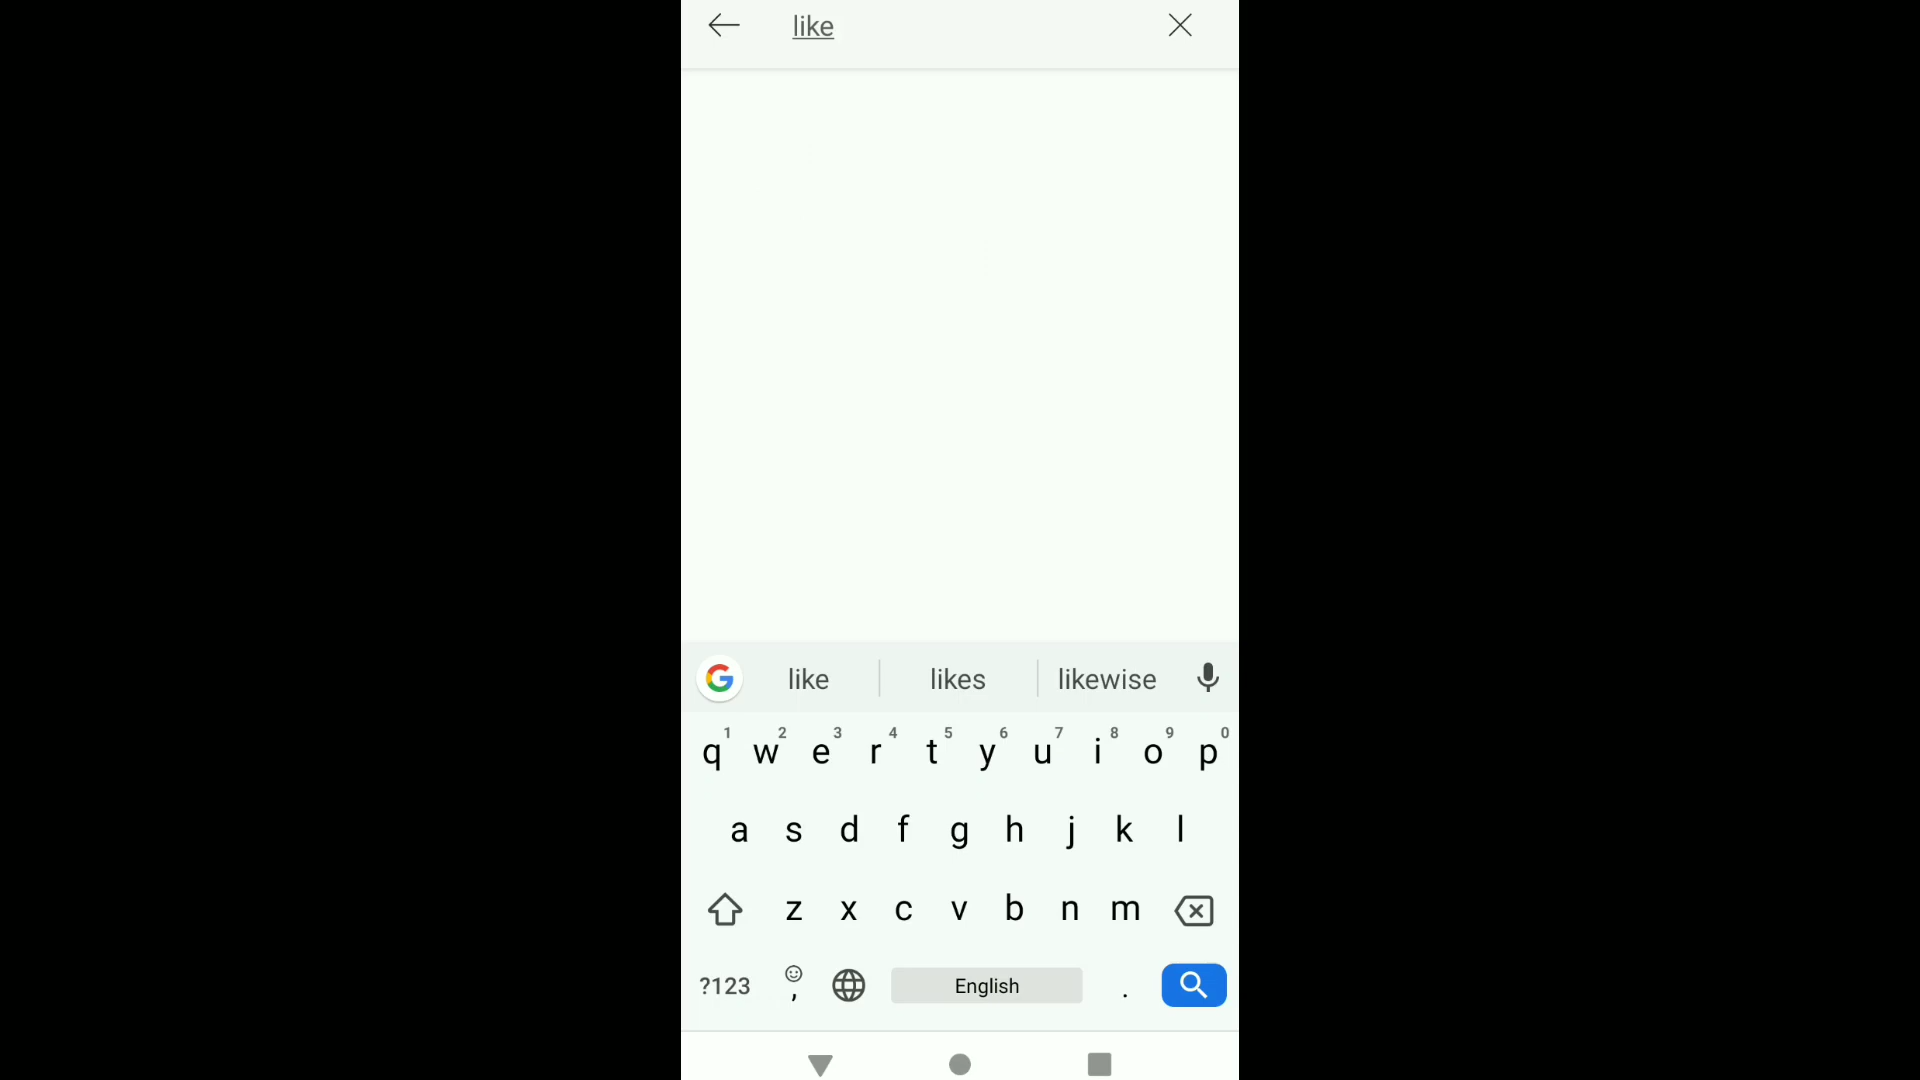 like
like likes likewise
1 2 3 4 5 6 7 8 9 0
q w e r t y u i o p
a s d f g h j k l
z x c v b n m
?123 , English .